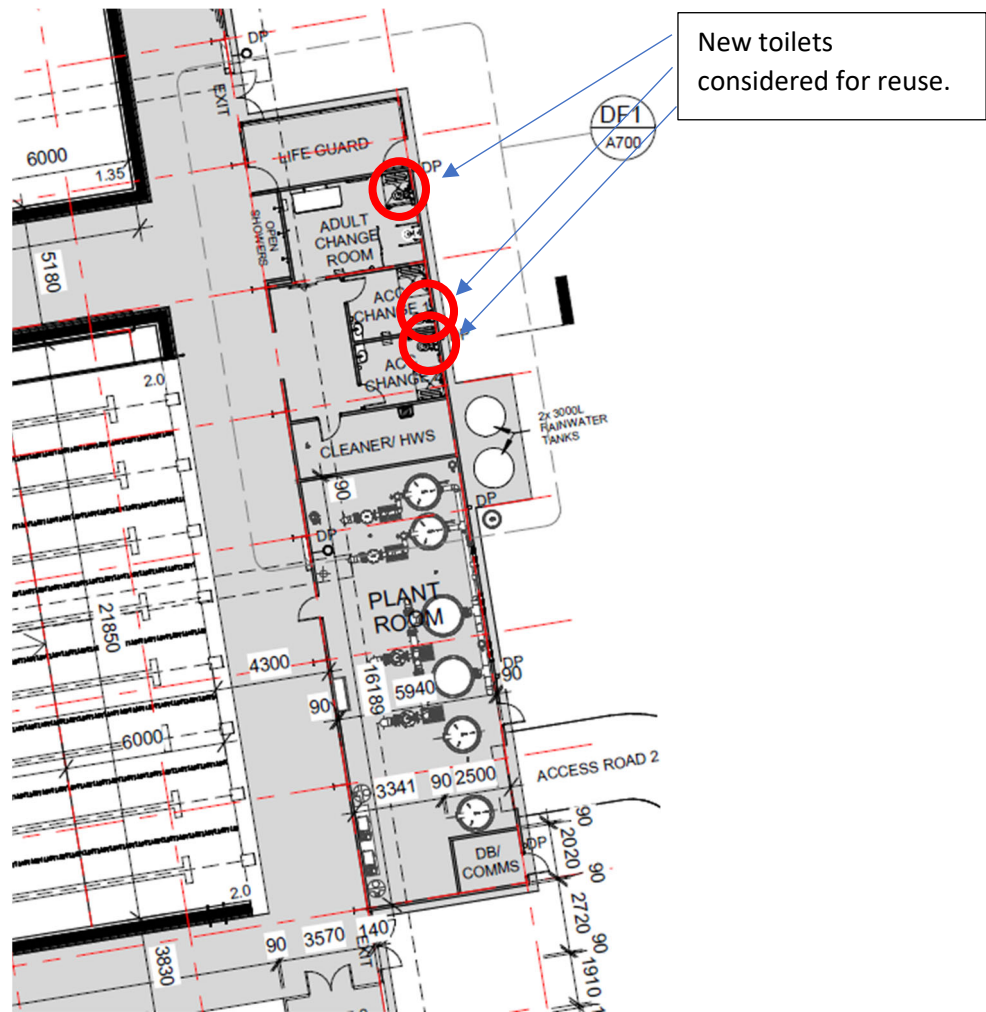 New toilets
considered for reuse.
DP
EXIT
DF1
A700
6000
1.35
LIFE GUARD
DP
OPEN
SHOWERS
ADULT
CHANGE
ROOM
5180
ACC
CHANGE 1
ACC
CHANGE
2.0
2x 3000L
RAINWATER
TANKS
CLEANER/ HWS
90
DP
DP
PLANT
ROOM
21850
4300
16189
5940
DP
90
90
6000
ACCESS ROAD 2
3341
90
2500
DB/
COMMS
DP
90
2020
90
2720
90
1910
2.0
90
3570
140
EXIT
3830